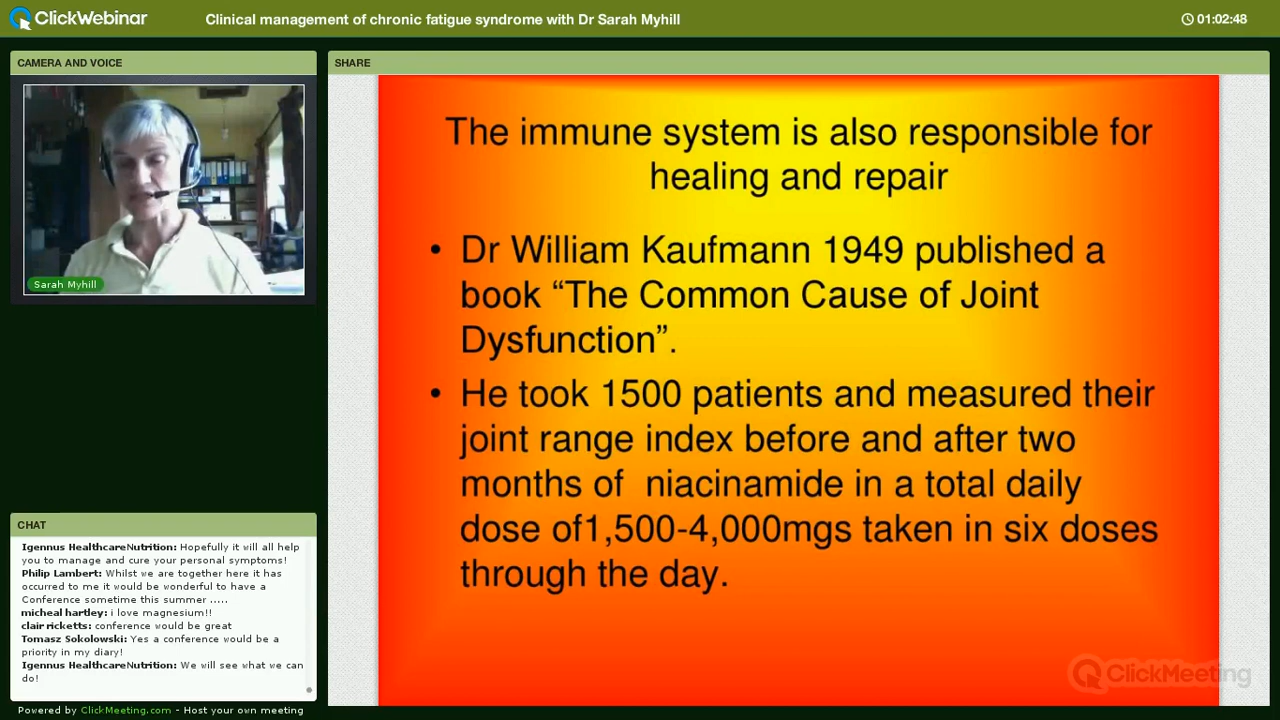 ClickWebinar
Clinical management of chronic fatigue syndrome with Dr Sarah Myhill
01:02:48
CAMERA AND VOICE
Sarah Myhill
SHARE
The immune system is also responsible for
healing and repair
• Dr William Kaufmann 1949 published a
book “The Common Cause of Joint
Dysfunction”.
• He took 1500 patients and measured their
joint range index before and after two
months of niacinamide in a total daily
dose of1,500-4,000mgs taken in six doses
through the day.
ClickMeeting
CHAT
Igennus HealthcareNutrition: Hopefully it will all help
you to manage and cure your personal symptoms!
Philip Lambert: Whilst we are together here it has
occurred to me it would be wonderful to have a
Conference sometime this summer .....
micheal hartley: i love magnesium!!
clair ricketts: conference would be great
Tomasz Sokolowski: Yes a conference would be a
priority in my diary!
Igennus HealthcareNutrition: We will see what we can
do!
Powered by ClickMeeting.com - Host your own meeting